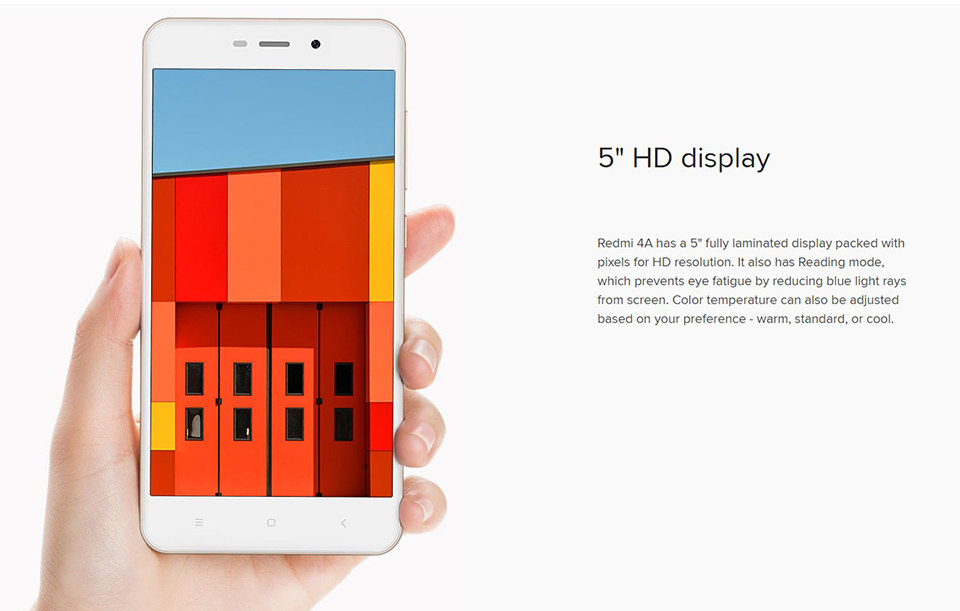 5" HD display
Redmi 4A has a 5" fully laminated display packed with
pixels for HD resolution. It also has Reading mode,
which prevents eye fatigue by reducing blue light rays
from screen. Color temperature can also be adjusted
based on your preference - warm, standard, or cool.